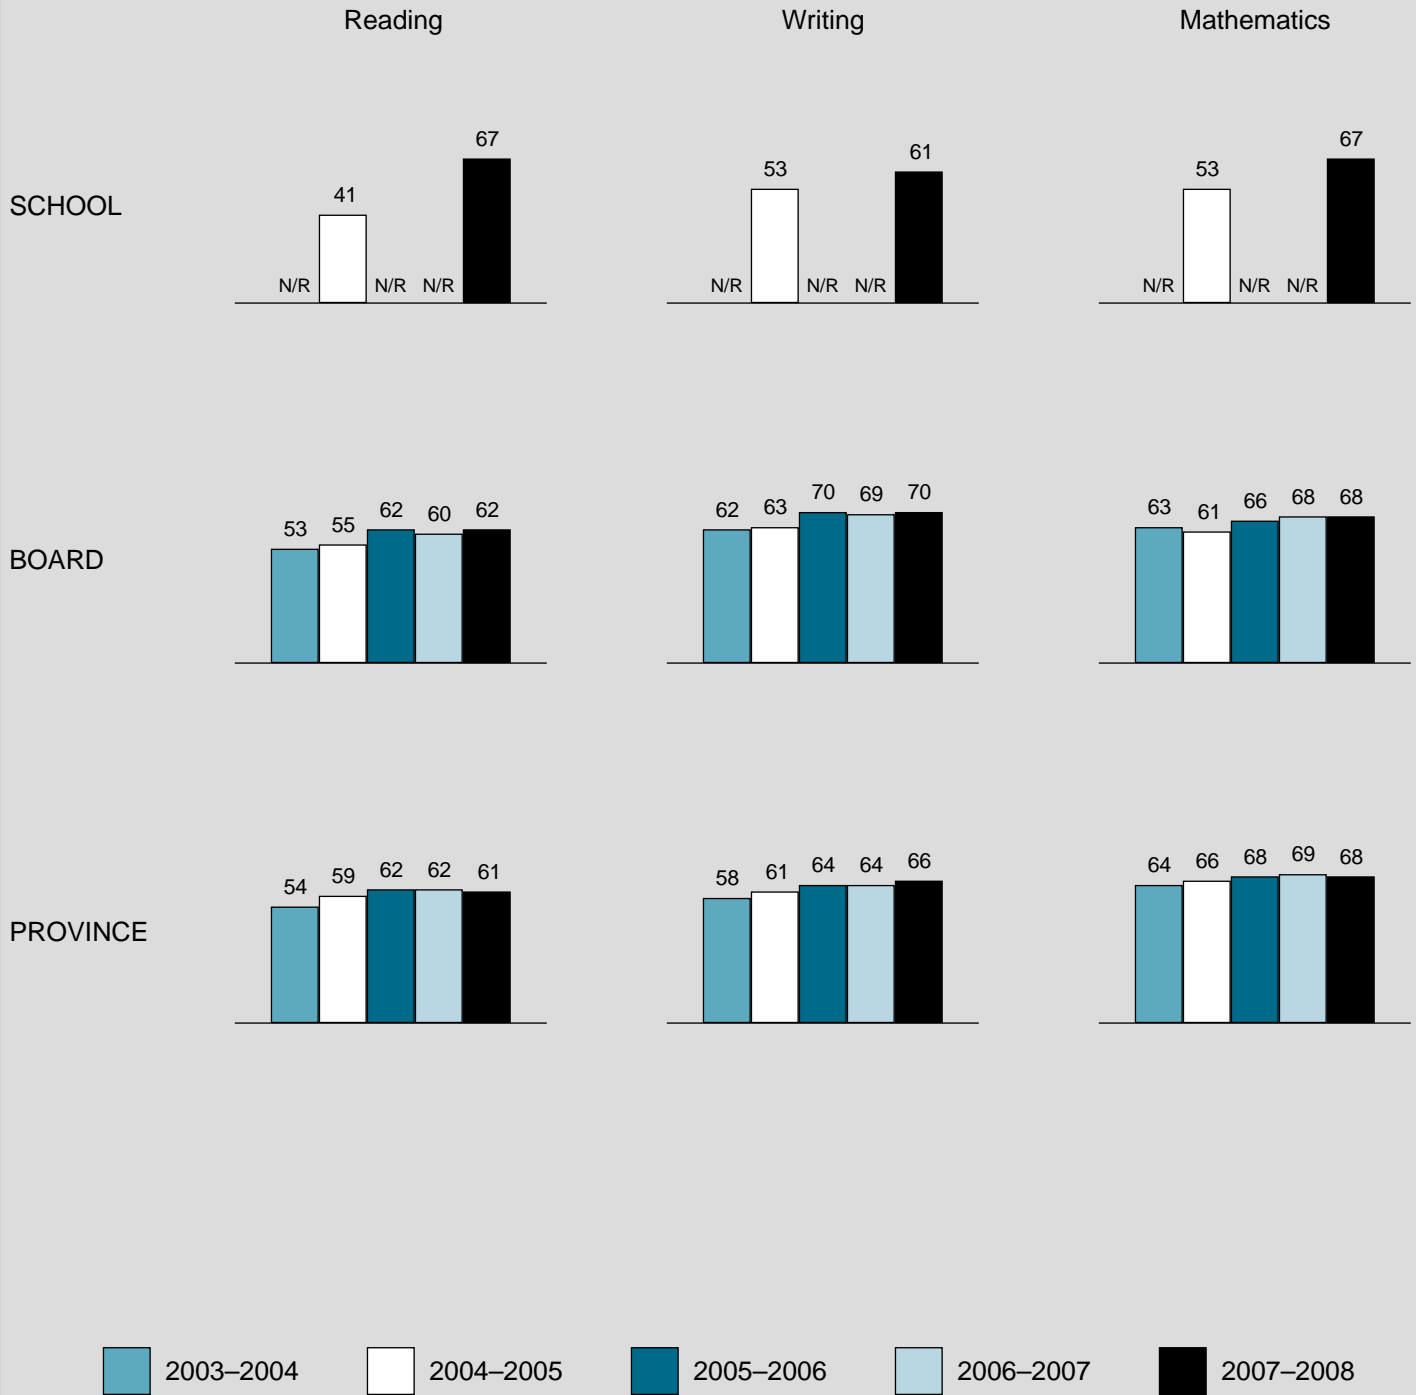 Reading Writing Mathematics
SCHOOL
N/R 41 N/R N/R 67
N/R 53 N/R N/R 61
N/R 53 N/R N/R 67
BOARD
53 55 62 60 62
62 63 70 69 70
63 61 66 68 68
PROVINCE
54 59 62 62 61
58 61 64 64 66
64 66 68 69 68
2003–2004 2004–2005 2005–2006 2006–2007 2007–2008